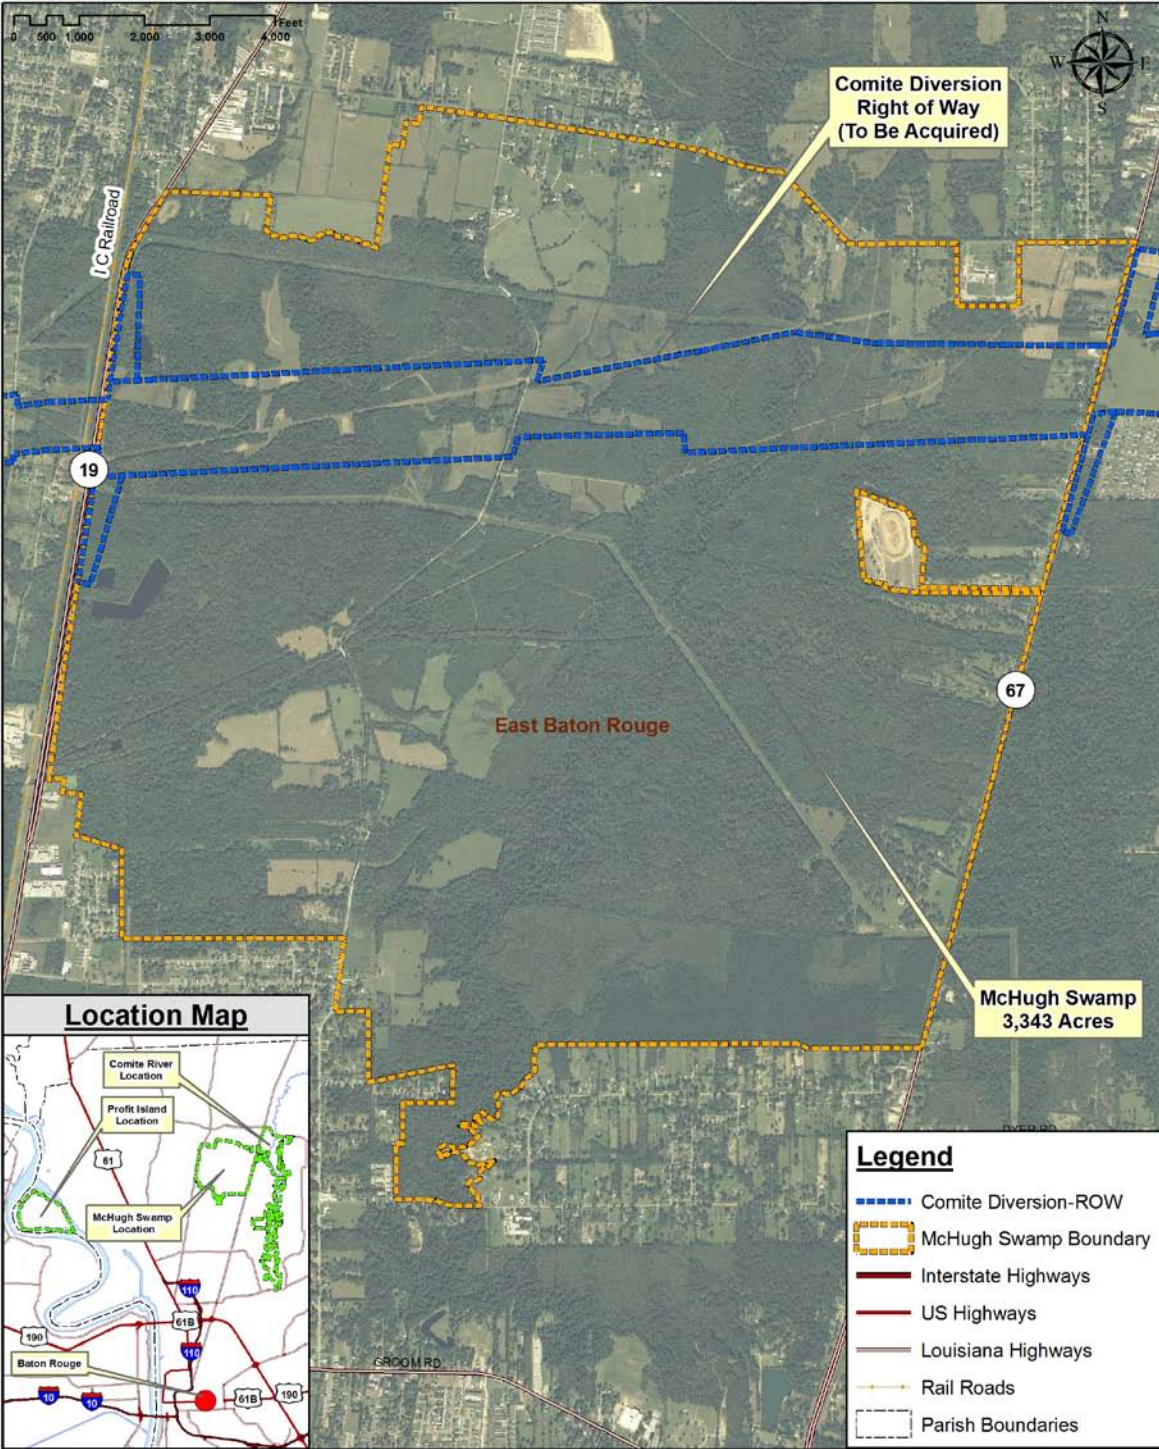 Feet
0 500 1,000 2,000 3,000 4,000
N
W E
S
Comite Diversion
Right of Way
(To Be Acquired)
I C Railroad
19
67
East Baton Rouge
McHugh Swamp
3,343 Acres
DYER RD
GROOM RD
Location Map
Comite River
Location
Profit Island
Location
61
McHugh Swamp
Location
110
61B
190
110
Baton Rouge
10
10
61B
190
Legend
Comite Diversion-ROW
McHugh Swamp Boundary
Interstate Highways
US Highways
Louisiana Highways
Rail Roads
Parish Boundaries